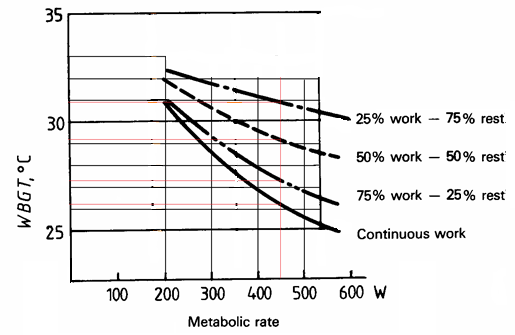 35
30
25
WBGT, °C
25% work – 75% rest.
50% work – 50% rest
75% work – 25% rest
Continuous work
100 200 300 400 500 600 W
Metabolic rate